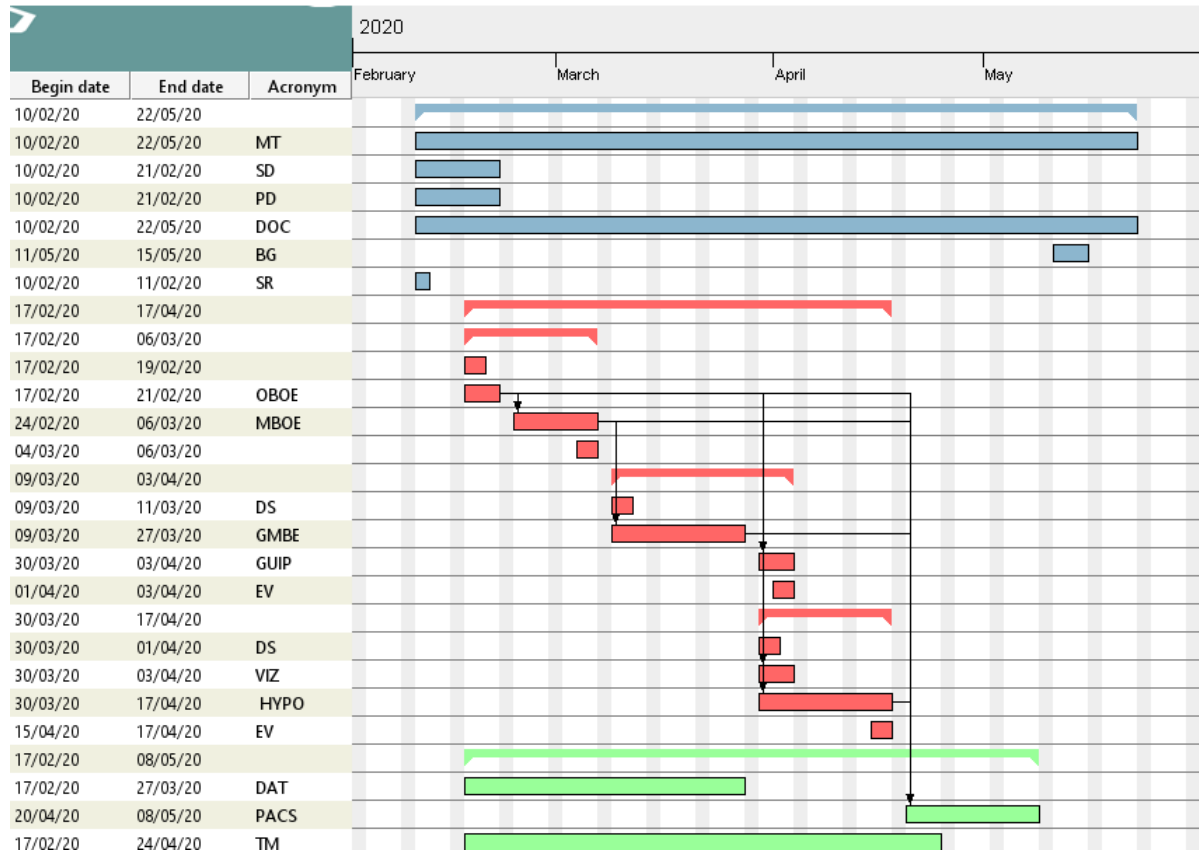 2020
February March April May
Begin date End date Acronym
10/02/20 22/05/20
10/02/20 22/05/20 MT
10/02/20 21/02/20 SD
10/02/20 21/02/20 PD
10/02/20 22/05/20 DOC
11/05/20 15/05/20 BG
10/02/20 11/02/20 SR
17/02/20 17/04/20
17/02/20 06/03/20
17/02/20 19/02/20
17/02/20 21/02/20 OBOE
24/02/20 06/03/20 MBOE
04/03/20 06/03/20
09/03/20 03/04/20
09/03/20 11/03/20 DS
09/03/20 27/03/20 GMBE
30/03/20 03/04/20 GUIP
01/04/20 03/04/20 EV
30/03/20 17/04/20
30/03/20 01/04/20 DS
30/03/20 03/04/20 VIZ
30/03/20 17/04/20 HYPO
15/04/20 17/04/20 EV
17/02/20 08/05/20
17/02/20 27/03/20 DAT
20/04/20 08/05/20 PACS
17/02/20 24/04/20 TM